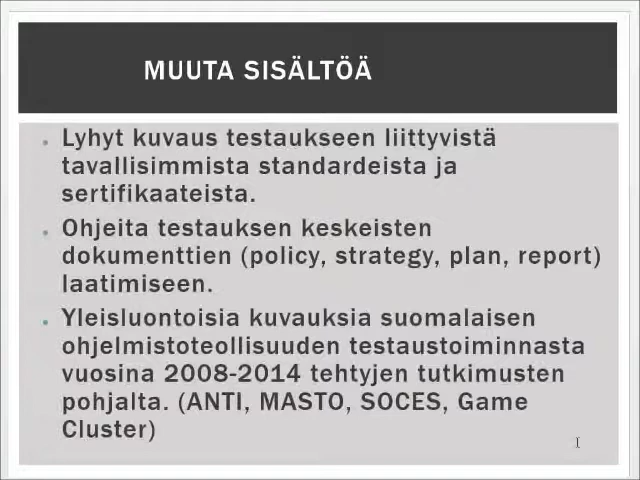 MUUTA SISÄLTÖÄ
Lyhyt kuvaus testaukseen liittyvistä
tavallisimmista standardeista ja
sertifikaateista.
Ohjeita testauksen keskeisten
dokumenttien (policy, strategy, plan, report)
laatimiseen.
Yleisluontoisia kuvauksia suomalaisen
ohjelmistoteollisuuden testaustoiminnasta
vuosina 2008-2014 tehtyjen tutkimusten
pohjalta. (ANTI, MASTO, SOCES, Game
Cluster)